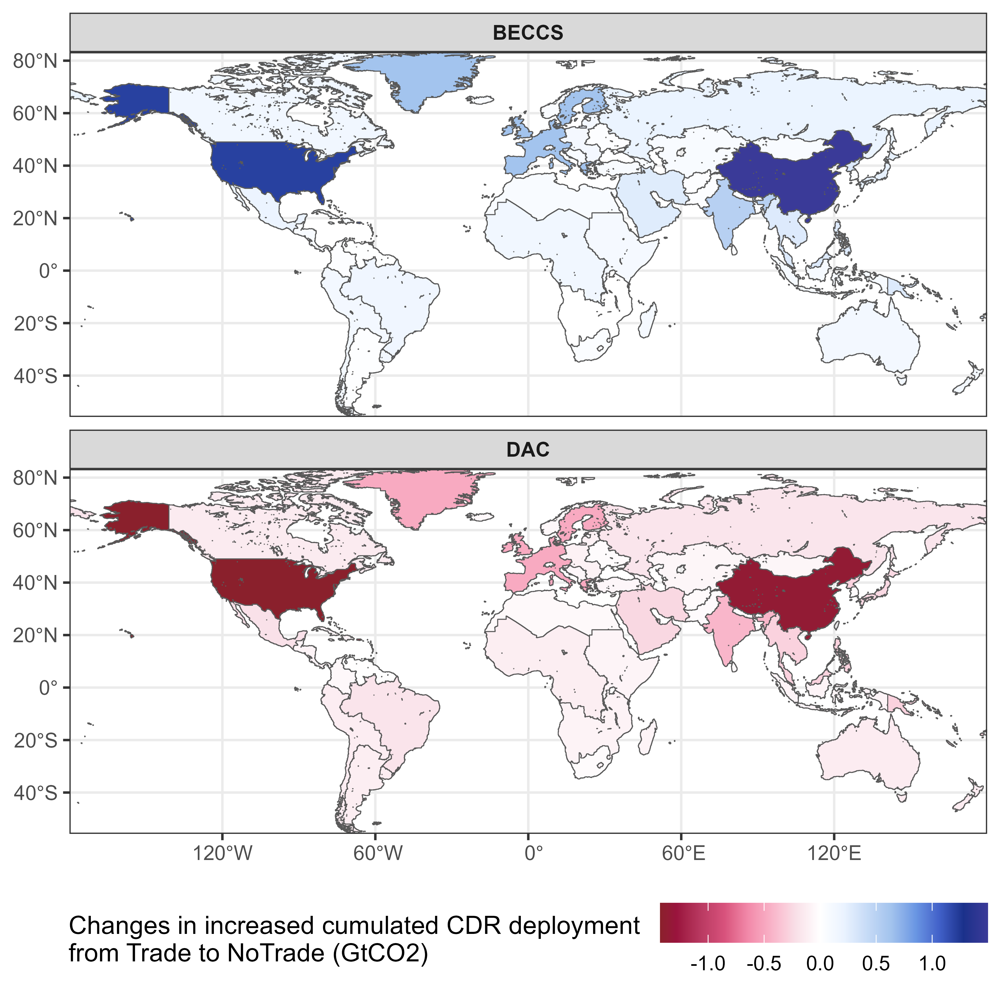 BECCS
80°N
60°N
40°N
20°N
0°
20°S
40°S
DAC
80°N
60°N
40°N
20°N
0°
20°S
40°S
120°W 60°W 0° 60°E 120°E
Changes in increased cumulated CDR deployment
from Trade to NoTrade (GtCO2)
-1.0 -0.5 0.0 0.5 1.0